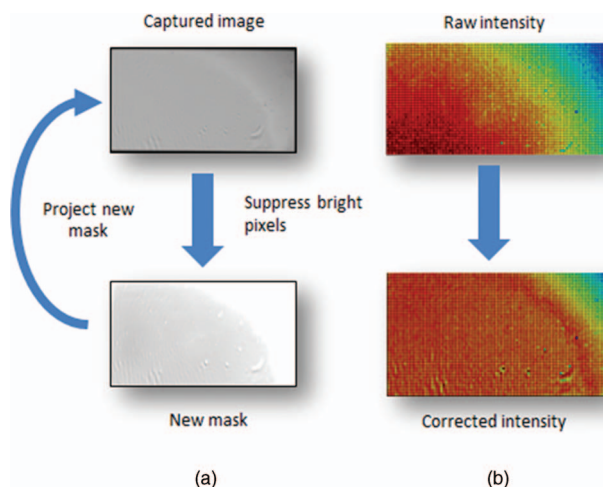 Captured image
Raw intensity
Project new
mask
Suppress bright
pixels
New mask
Corrected intensity
(a)
(b)